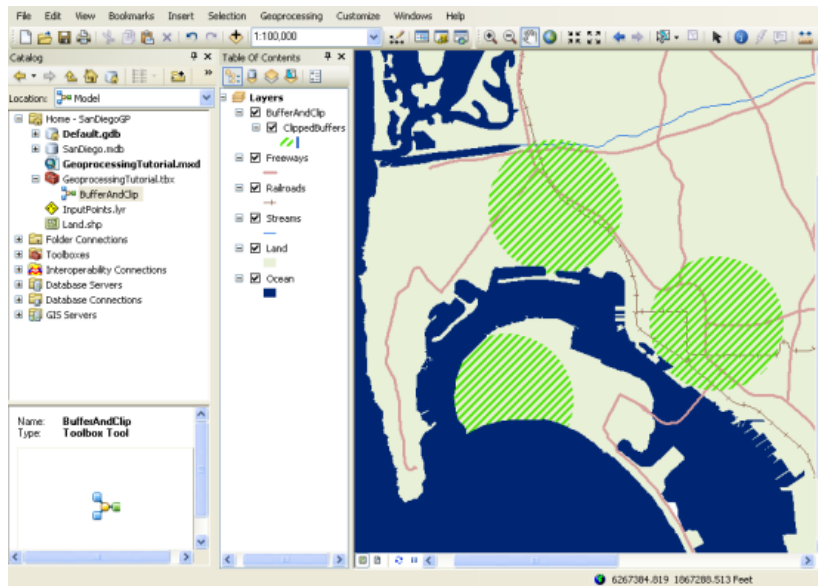 File Edit View Bookmarks Insert Selection Geoprocessing Customize Windows Help
1:100,000
Catalog
Location: Model
Home - SanDiegoGP
Default.gdb
SanDiego.mdb
GeoprocessingTutorial.mxd
GeoprocessingTutorial.tbx
BufferAndClip
InputPoints.lyr
Land.shp
Folder Connections
Toolboxes
Interoperability Connections
Database Servers
Database Connections
GIS Servers
Name: BufferAndClip
Type: Toolbox Tool
Table Of Contents
Layers
BufferAndClip
ClippedBuffers
Freeways
Railroads
Streams
Land
Ocean
6267384.819 1867288.513 Feet